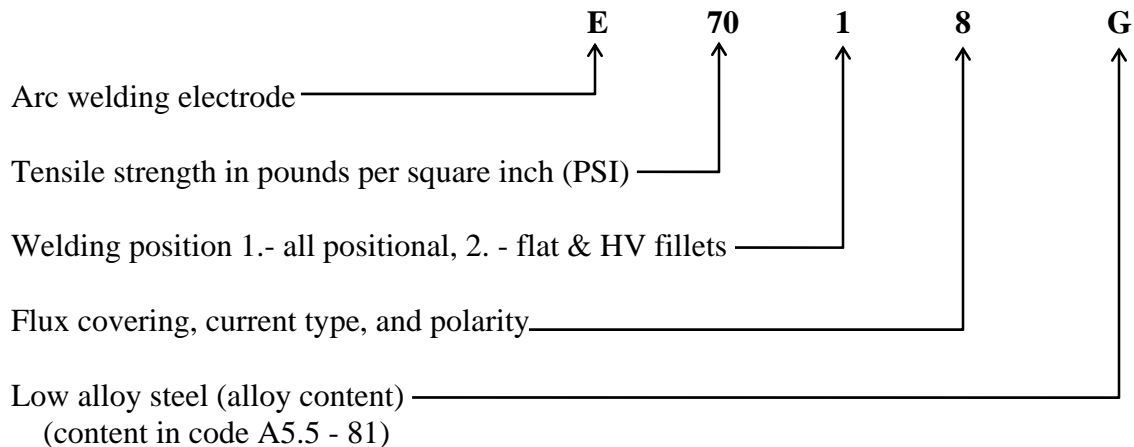 E 70 1 8 G
Arc welding electrode
Tensile strength in pounds per square inch (PSI)
Welding position 1.- all positional, 2. - flat & HV fillets
Flux covering, current type, and polarity
Low alloy steel (alloy content)
(content in code A5.5 - 81)